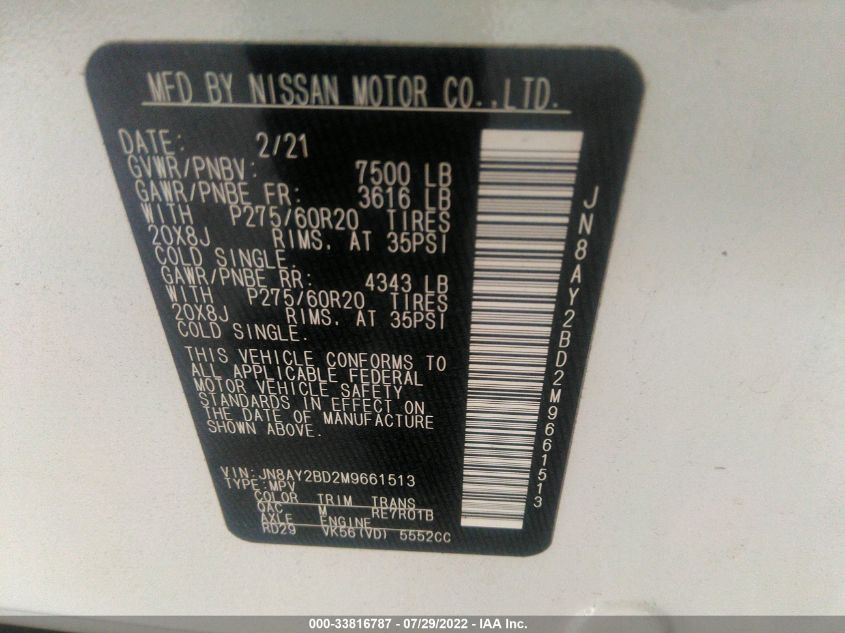 MFD BY NISSAN MOTOR CO.,LTD.
DATE: 2/21
GVWR/PNBV: 7500 LB
GAWR/PNBE FR: 3616 LB
WITH P275/60R20 TIRES
20X8J RIMS. AT 35PSI
COLD SINGLE.
GAWR/PNBE RR: 4343 LB
WITH P275/60R20 TIRES
20X8J RIMS. AT 35PSI
COLD SINGLE.
THIS VEHICLE CONFORMS TO
ALL APPLICABLE FEDERAL
MOTOR VEHICLE SAFETY
STANDARDS IN EFFECT ON
THE DATE OF MANUFACTURE
SHOWN ABOVE.
VIN:JN8AY2BD2M9661513
TYPE:MPV
COLOR TRIM TRANS
QAC M RE7R01B
AXLE ENGINE
RD29 VK56(VD) 5552CC
JN8AY2BD2M9661513
000-33816787 - 07/29/2022 - IAA Inc.